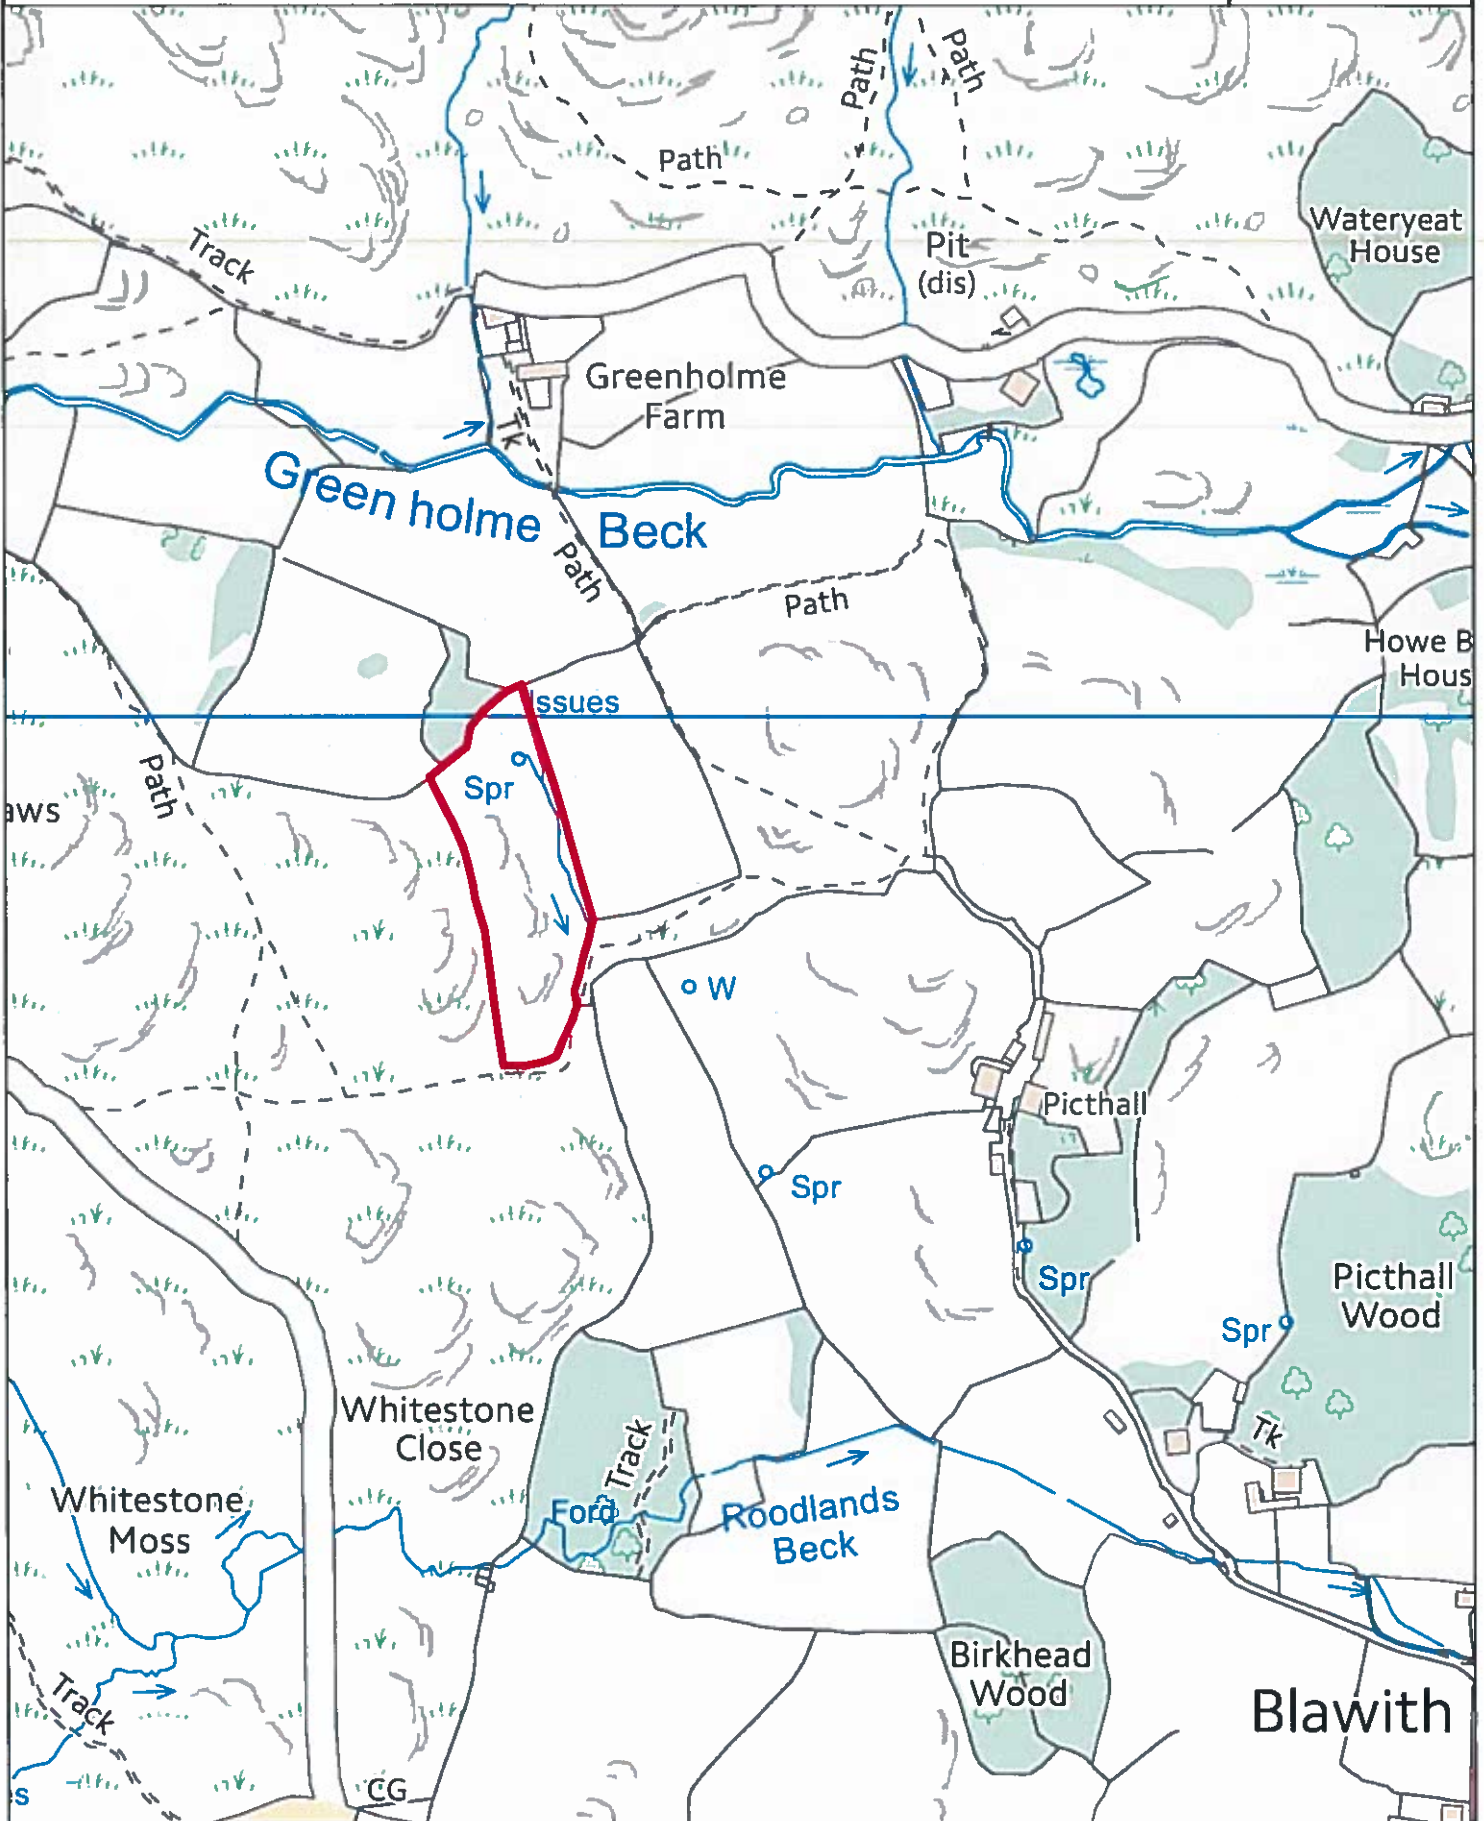 Path
Path
Path
Wateryeat
House
Track
Pit
(dis)
Greenholme
Farm
Tk
Green holme Beck
Path
Path
Howe B
Hous
Issues
Path
Spr
aws
W
Picthall
Spr
Spr
Picthall
Wood
Spr
Whitestone
Close
Track
Tk
Whitestone
Moss
Ford
Roodlands
Beck
Birkhead
Wood
Track
Blawith
CG
s